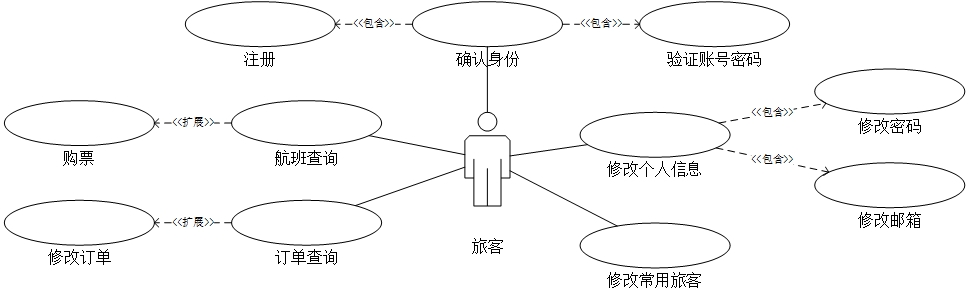 <<包含>>
<<包含>>
注册
确认身份
验证账号密码
<<扩展>>
<<包含>>
购票
航班查询
修改密码
修改个人信息
<<包含>>
<<扩展>>
修改邮箱
修改订单
订单查询
旅客
修改常用旅客